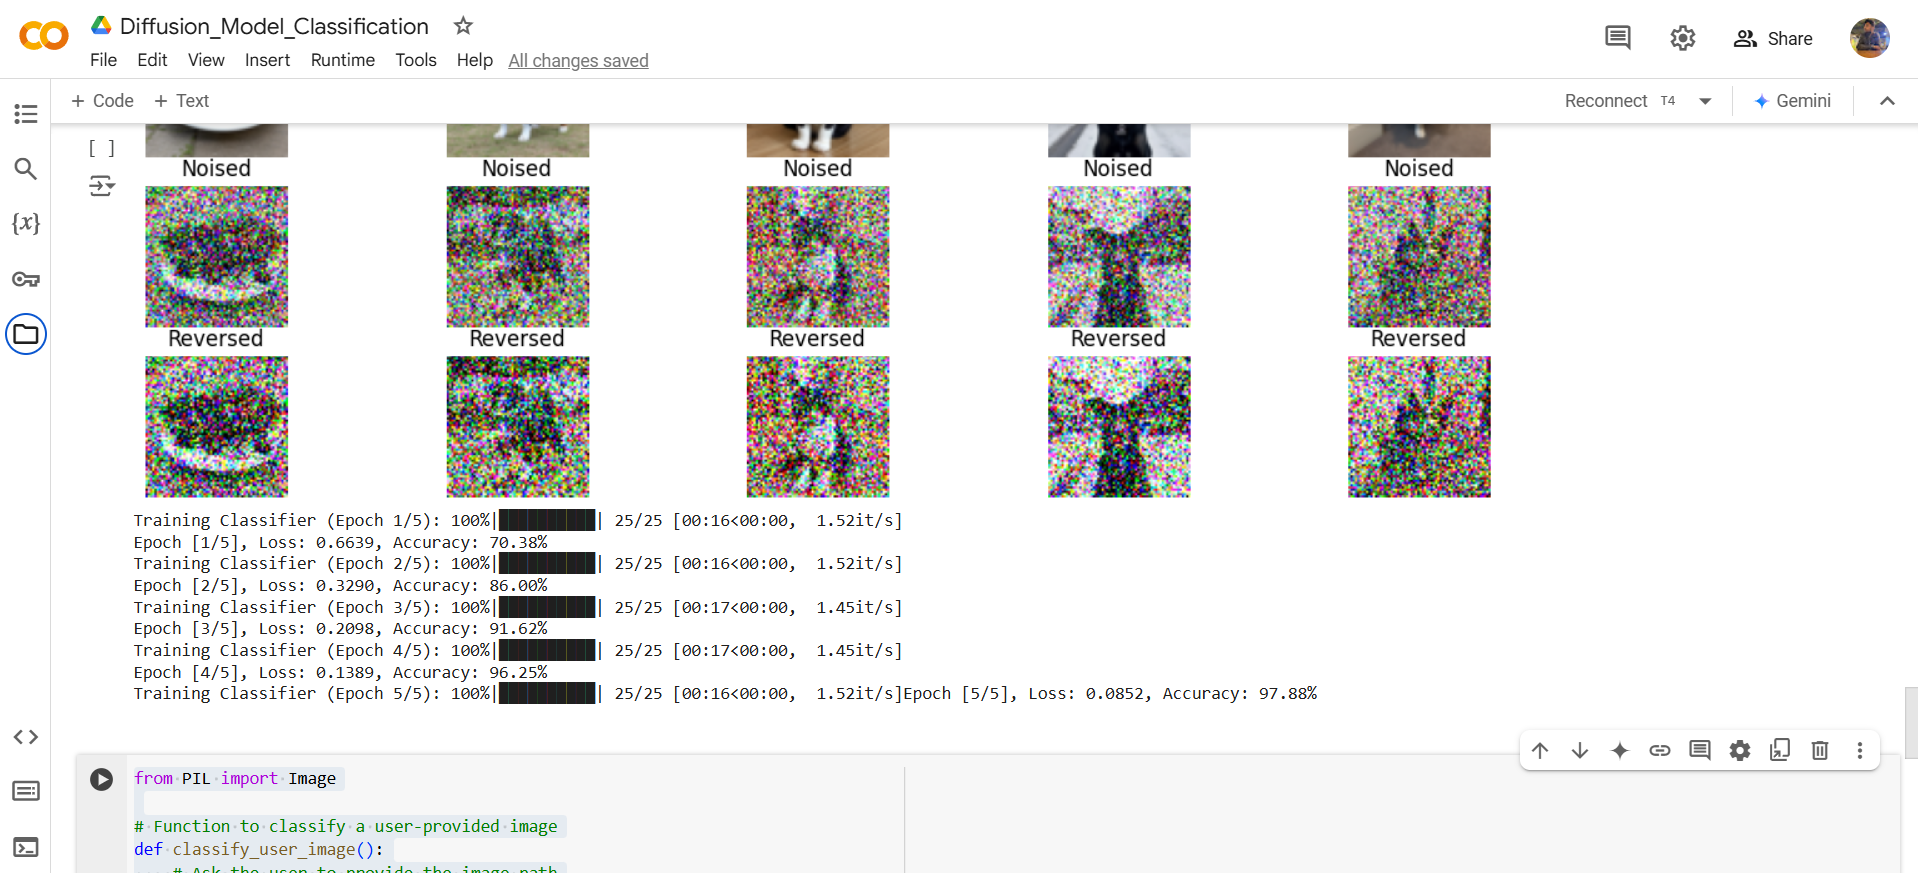 Diffusion_Model_Classification
File Edit View Insert Runtime Tools Help All changes saved
Share
+ Code + Text
Reconnect T4
Gemini
[ ]
{x}
Noised Noised Noised Noised Noised
Reversed Reversed Reversed Reversed Reversed
Training Classifier (Epoch 1/5): 100%|██████████| 25/25 [00:16<00:00, 1.52it/s]
Epoch [1/5], Loss: 0.6639, Accuracy: 70.38%
Training Classifier (Epoch 2/5): 100%|██████████| 25/25 [00:16<00:00, 1.52it/s]
Epoch [2/5], Loss: 0.3290, Accuracy: 86.00%
Training Classifier (Epoch 3/5): 100%|██████████| 25/25 [00:17<00:00, 1.45it/s]
Epoch [3/5], Loss: 0.2098, Accuracy: 91.62%
Training Classifier (Epoch 4/5): 100%|██████████| 25/25 [00:17<00:00, 1.45it/s]
Epoch [4/5], Loss: 0.1389, Accuracy: 96.25%
Training Classifier (Epoch 5/5): 100%|██████████| 25/25 [00:16<00:00, 1.52it/s]Epoch [5/5], Loss: 0.0852, Accuracy: 97.88%
from PIL import Image
# Function to classify a user-provided image
def classify_user_image():
# Ask the user to provide the image path